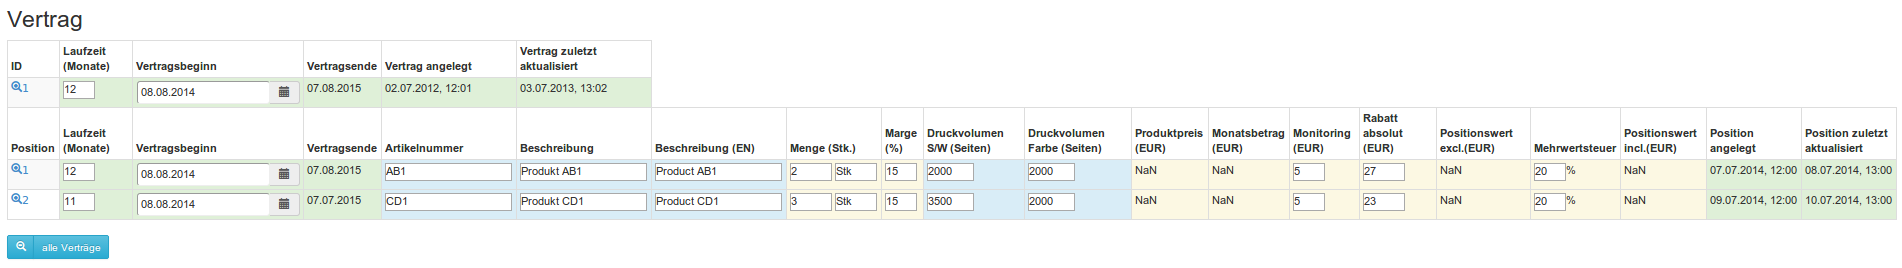 Vertrag
ID Laufzeit (Monate) Vertragsbeginn Vertragsende Vertrag angelegt Vertrag zuletzt aktualisiert
1 12 08.08.2014 07.08.2015 02.07.2012, 12:01 03.07.2013, 13:02
Position Laufzeit (Monate) Vertragsbeginn Vertragsende Artikelnummer Beschreibung Beschreibung (EN) Menge (Stk.) Marge (%) Druckvolumen S/W (Seiten) Druckvolumen Farbe (Seiten) Produktpreis (EUR) Monatsbetrag (EUR) Monitoring (EUR) Rabatt absolut (EUR) Positionswert excl.(EUR) Mehrwertsteuer Positionswert incl.(EUR) Position angelegt Position zuletzt aktualisiert
1 12 08.08.2014 07.08.2015 AB1 Produkt AB1 Product AB1 2 Stk 15 2000 2000 NaN NaN 5 27 NaN 20 % NaN 07.07.2014, 12:00 08.07.2014, 13:00
2 11 08.08.2014 07.07.2015 CD1 Produkt CD1 Product CD1 3 Stk 15 3500 2000 NaN NaN 5 23 NaN 20 % NaN 09.07.2014, 12:00 10.07.2014, 13:00
alle Verträge